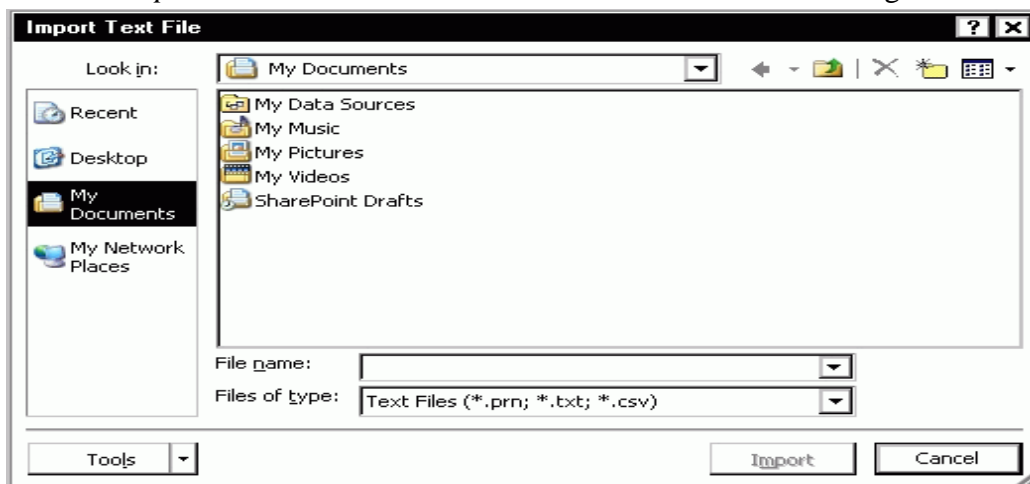 Import Text File
Look in:
My Documents
Recent
Desktop
My
Documents
My Network
Places
My Data Sources
My Music
My Pictures
My Videos
SharePoint Drafts
File name:
Files of type:
Text Files (*.prn; *.txt; *.csv)
Tools
Import
Cancel